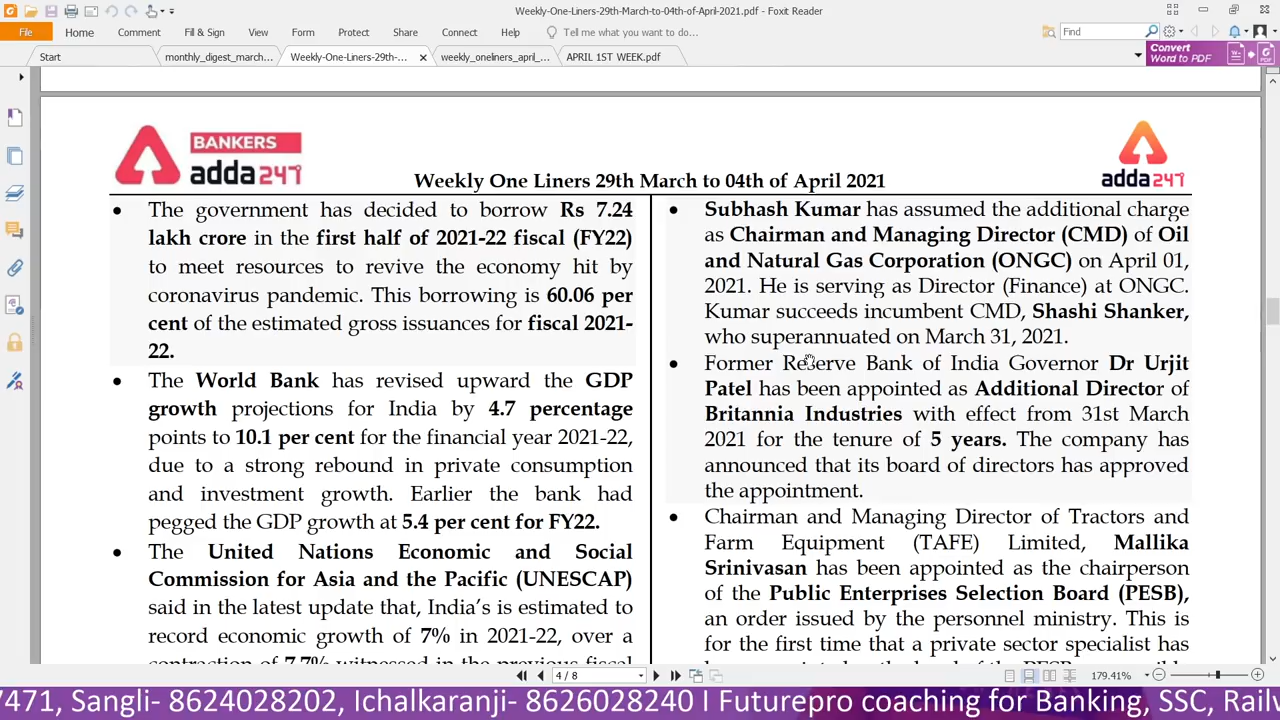 Weekly-One-Liners-29th-March-to-04th-of-April-2021.pdf - Foxit Reader
File Home Comment Fill & Sign View Form Protect Share Connect Help Tell me what you want to do... Find
Start monthly_digest_march... Weekly-One-Liners-29th-... weekly_oneliners_april_... APRIL 1ST WEEK.pdf
Convert
Word to PDF
BANKERS
adda247
Weekly One Liners 29th March to 04th of April 2021
adda247
The government has decided to borrow Rs 7.24
lakh crore in the first half of 2021-22 fiscal (FY22)
to meet resources to revive the economy hit by
coronavirus pandemic. This borrowing is 60.06 per
cent of the estimated gross issuances for fiscal 2021-
22.
The World Bank has revised upward the GDP
growth projections for India by 4.7 percentage
points to 10.1 per cent for the financial year 2021-22,
due to a strong rebound in private consumption
and investment growth. Earlier the bank had
pegged the GDP growth at 5.4 per cent for FY22.
The United Nations Economic and Social
Commission for Asia and the Pacific (UNESCAP)
said in the latest update that, India's is estimated to
record economic growth of 7% in 2021-22, over a
contraction of 7.7% witnessed in the previous fiscal
Subhash Kumar has assumed the additional charge
as Chairman and Managing Director (CMD) of Oil
and Natural Gas Corporation (ONGC) on April 01,
2021. He is serving as Director (Finance) at ONGC.
Kumar succeeds incumbent CMD, Shashi Shanker,
who superannuated on March 31, 2021.
Former Reserve Bank of India Governor Dr Urjit
Patel has been appointed as Additional Director of
Britannia Industries with effect from 31st March
2021 for the tenure of 5 years. The company has
announced that its board of directors has approved
the appointment.
Chairman and Managing Director of Tractors and
Farm Equipment (TAFE) Limited, Mallika
Srinivasan has been appointed as the chairperson
of the Public Enterprises Selection Board (PESB),
an order issued by the personnel ministry. This is
for the first time that a private sector specialist has
4 / 8 179.41%
7471, Sangli- 8624028202, Ichalkaranji- 8626028240 I Futurepro coaching for Banking, SSC, Railw